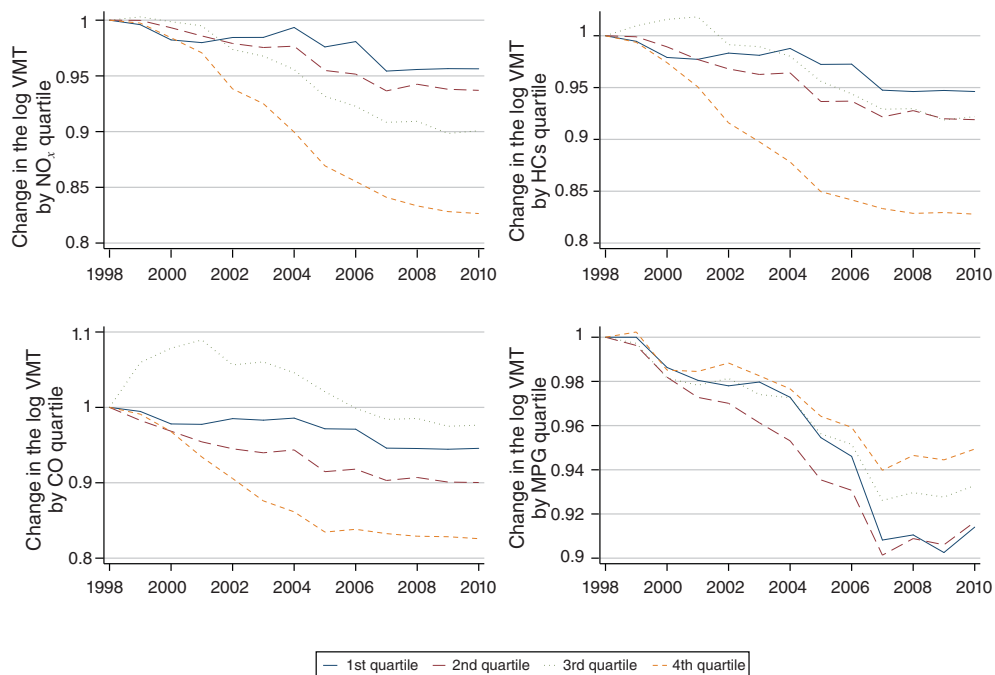 Change in the log VMT
by NOx quartile
1
0.95
0.9
0.85
0.8
1998 2000 2002 2004 2006 2008 2010
Change in the log VMT
by HCs quartile
1
0.95
0.9
0.85
0.8
1998 2000 2002 2004 2006 2008 2010
Change in the log VMT
by CO quartile
1.1
1
0.9
0.8
1998 2000 2002 2004 2006 2008 2010
Change in the log VMT
by MPG quartile
1
0.98
0.96
0.94
0.92
0.9
1998 2000 2002 2004 2006 2008 2010
1st quartile 2nd quartile 3rd quartile 4th quartile